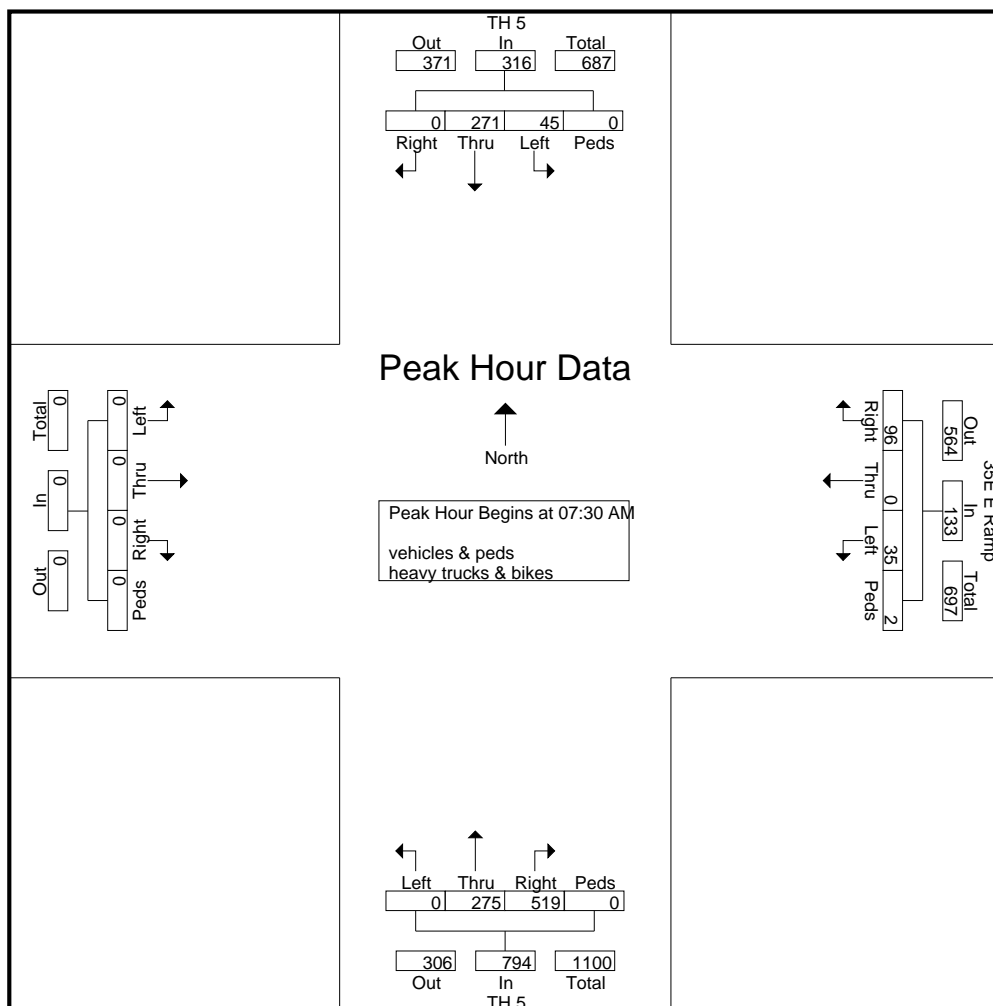 TH 5
Out In Total
371 316 687
0 271 45 0
Right Thru Left Peds
Peak Hour Data
North
Peak Hour Begins at 07:30 AM
vehicles & peds
heavy trucks & bikes
Total In Out
0 0 0
0 0 0 0
Left Thru Right Peds
35E E Ramp
Out In Total
564 133 697
96 0 35 2
Right Thru Left Peds
Left Thru Right Peds
0 275 519 0
306 794 1100
Out In Total
TH 5